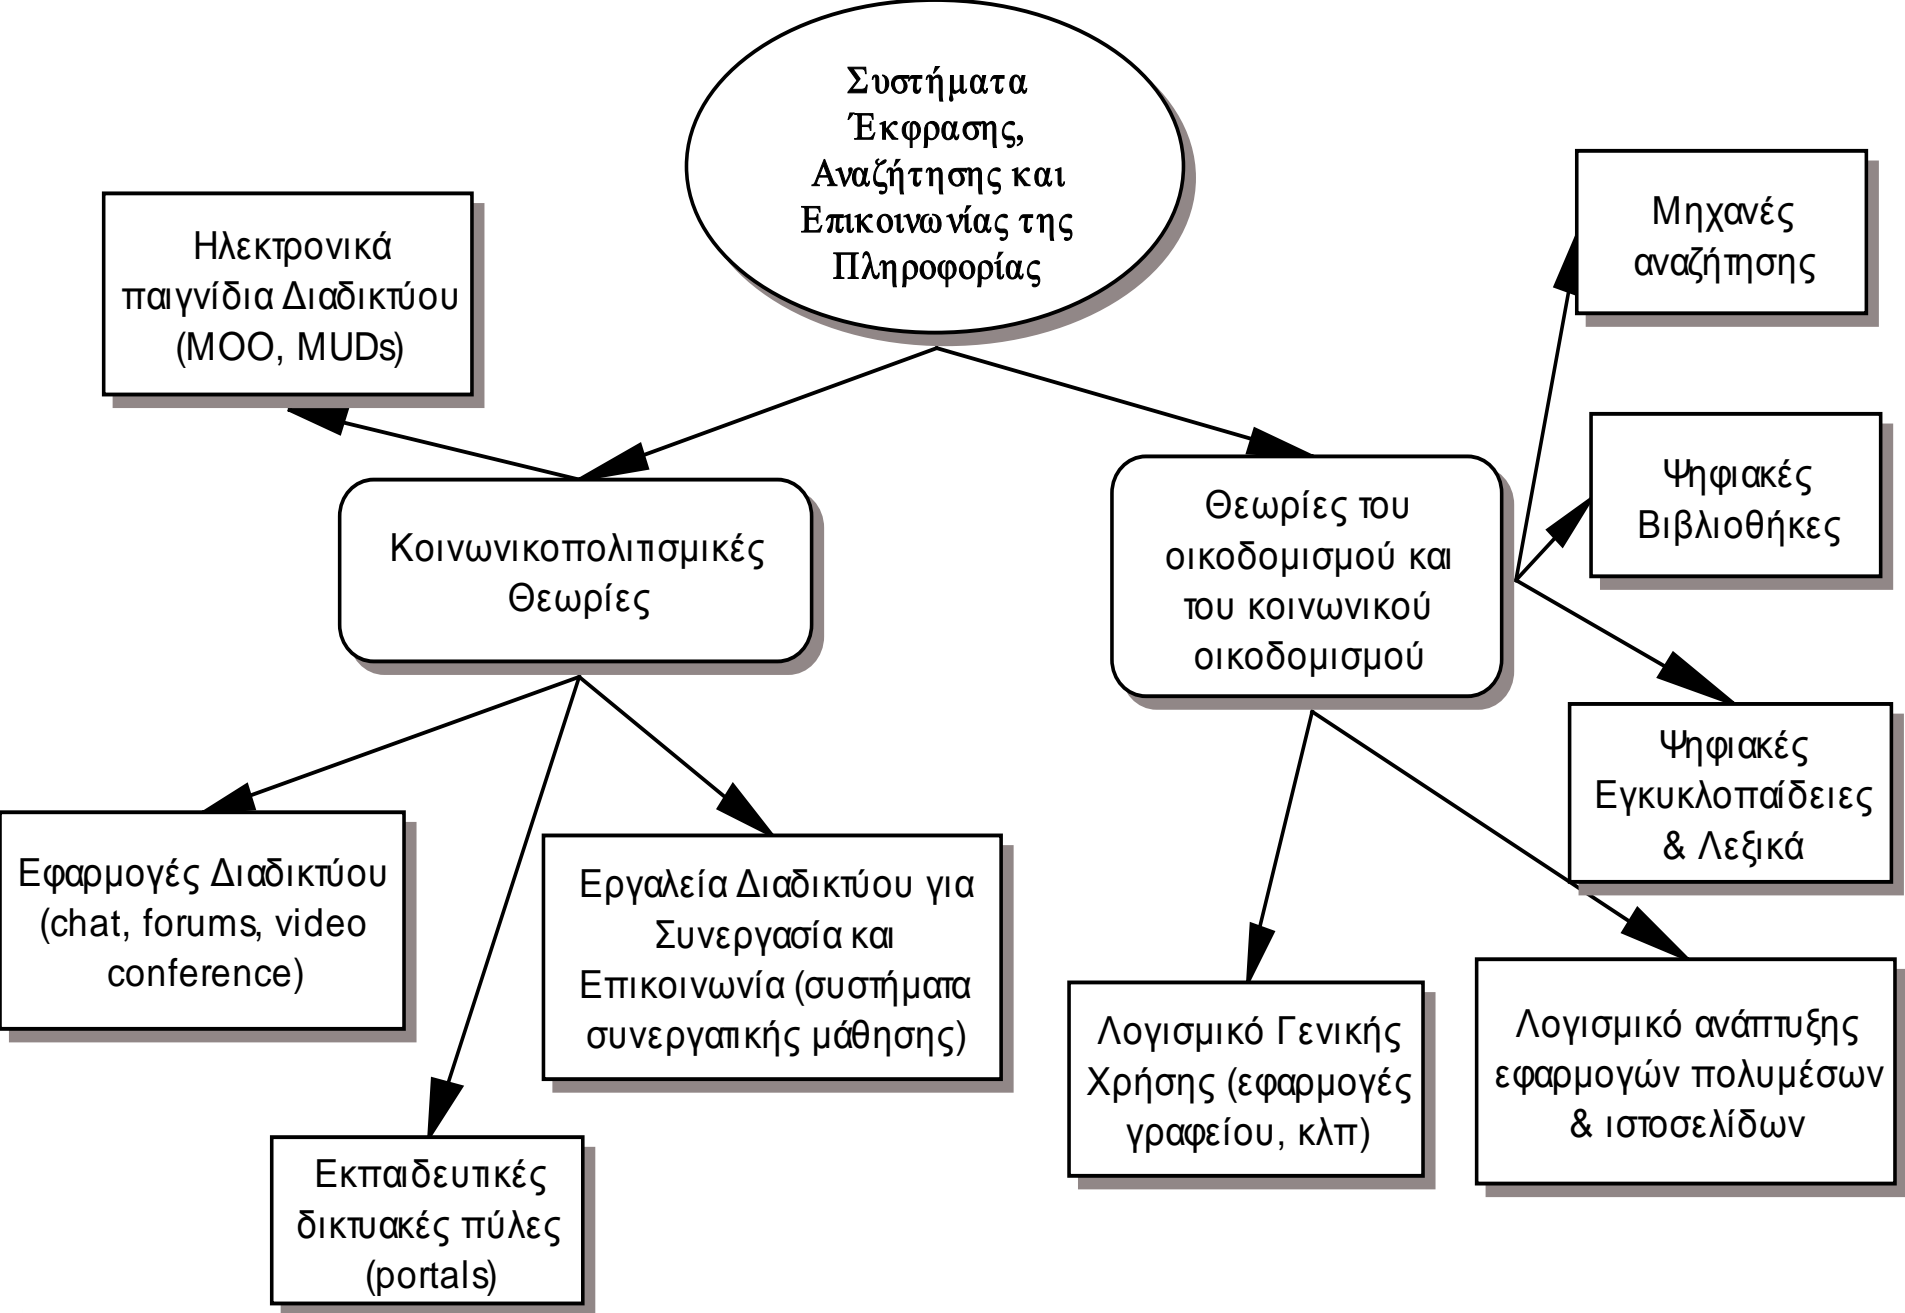 Συστήματα
Έκφρασης,
Αναζήτησης και
Επικοινωνίας της
Πληροφορίας
Ηλεκτρονικά
παιγνίδια Διαδικτύου
(MOO, MUDs)
Μηχανές
αναζήτησης
Ψηφιακές
Βιβλιοθήκες
Κοινωνικοπολιτισμικές
Θεωρίες
Θεωρίες του
οικοδομισμού και
του κοινωνικού
οικοδομισμού
Ψηφιακές
Εγκυκλοπαίδειες
& Λεξικά
Εφαρμογές Διαδικτύου
(chat, forums, video
conference)
Εργαλεία Διαδικτύου για
Συνεργασία και
Επικοινωνία (συστήματα
συνεργατικής μάθησης)
Εκπαιδευτικές
δικτυακές πύλες
(portals)
Λογισμικό Γενικής
Χρήσης (εφαρμογές
γραφείου, κλπ)
Λογισμικό ανάπτυξης
εφαρμογών πολυμέσων
& ιστοσελίδων